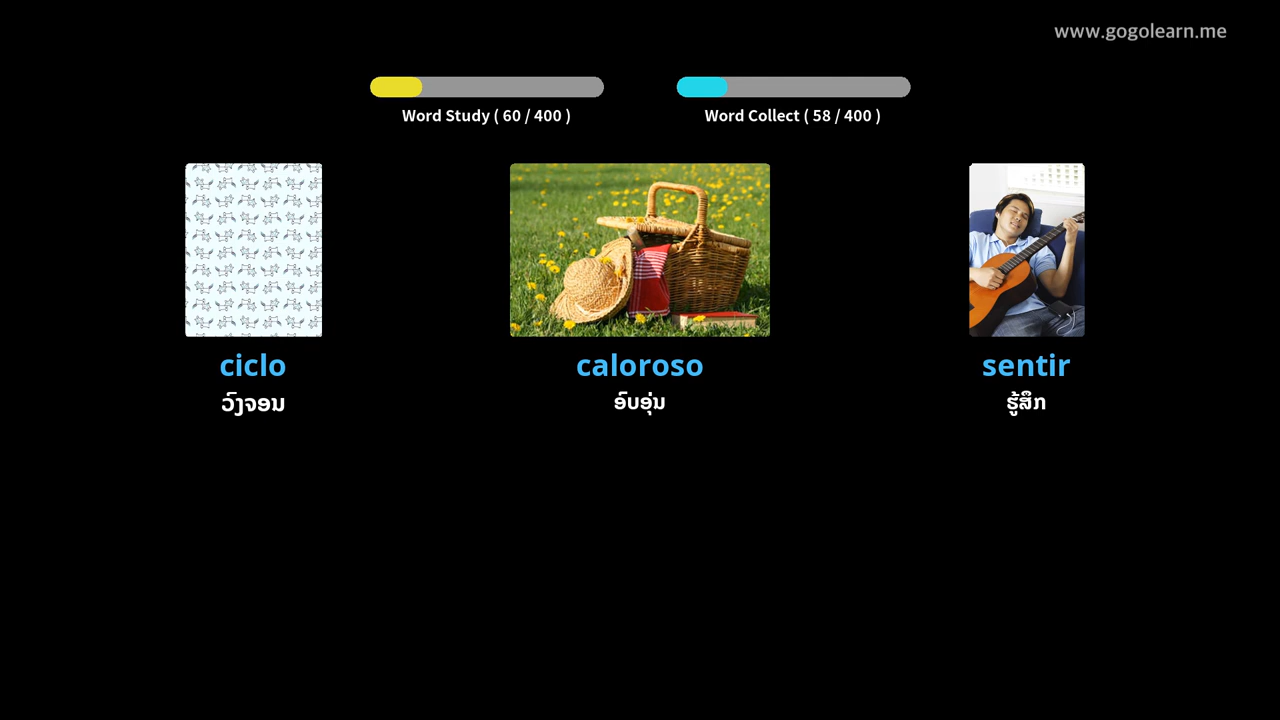 www.gogolearn.me
Word Study ( 60 / 400 )
Word Collect ( 58 / 400 )
ciclo
ວົງຈອນ
caloroso
ອົບອຸ່ນ
sentir
ຮູ້ສຶກ